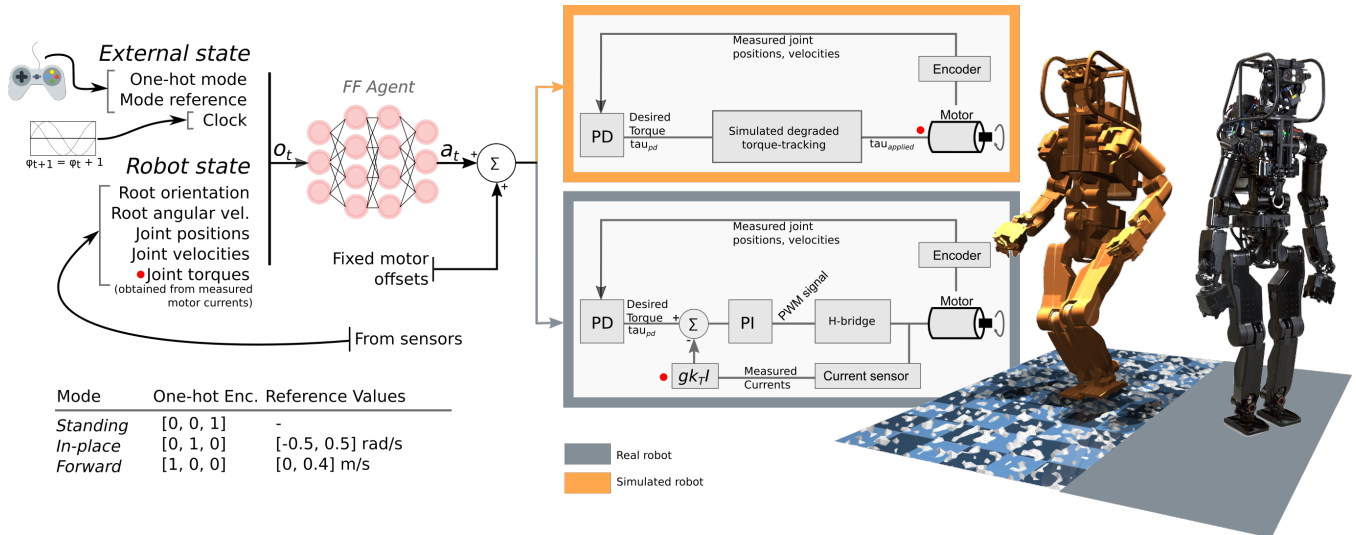 External state
One-hot mode
Mode reference
Clock
φt+1 = φt + 1
Robot state
Root orientation
Root angular vel.
Joint positions
Joint velocities
Joint torques
(obtained from measured
motor currents)
From sensors
ot
FF Agent
at
+
Σ
+
Fixed motor
offsets
Measured joint
positions, velocities
Encoder
Motor
PD
Desired
Torque
tau_pd
Simulated degraded
torque-tracking
tau_applied
Measured joint
positions, velocities
Encoder
Motor
PD
Desired
Torque
tau_pd
+
Σ
-
PI
PWM signal
H-bridge
gk_TI
Measured
Currents
Current sensor
Mode One-hot Enc. Reference Values
Standing [0, 0, 1] -
In-place [0, 1, 0] [-0.5, 0.5] rad/s
Forward [1, 0, 0] [0, 0.4] m/s
Real robot
Simulated robot